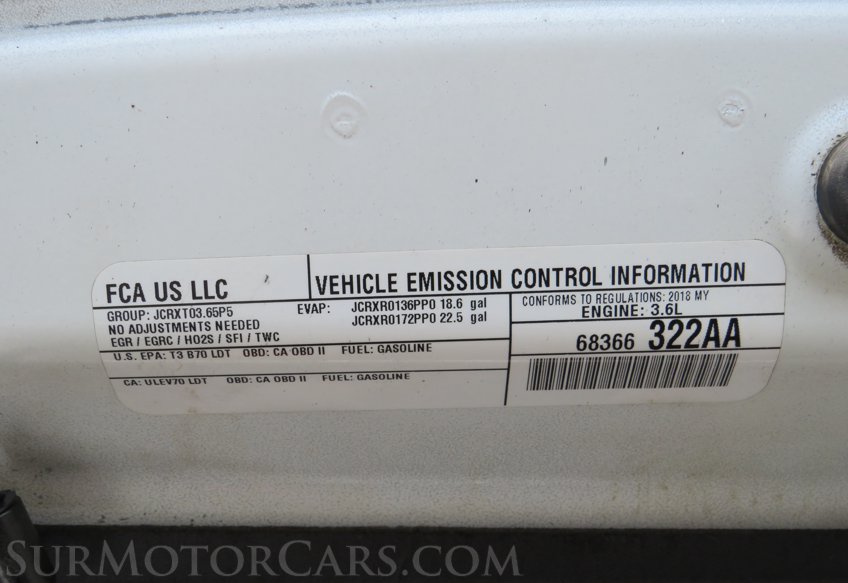 FCA US LLC
VEHICLE EMISSION CONTROL INFORMATION
GROUP: JCRXT03.65P5
NO ADJUSTMENTS NEEDED
EGR / EGRC / HO2S / SFI / TWC
EVAP: JCRXR0136PP0 18.6 gal
JCRXR0172PP0 22.5 gal
CONFORMS TO REGULATIONS: 2018 MY
ENGINE: 3.6L
U.S. EPA: T3 B70 LDT OBD: CA OBD II FUEL: GASOLINE
CA: ULEV70 LDT OBD: CA OBD II FUEL: GASOLINE
68366 322AA
SURMOTORCARS.COM